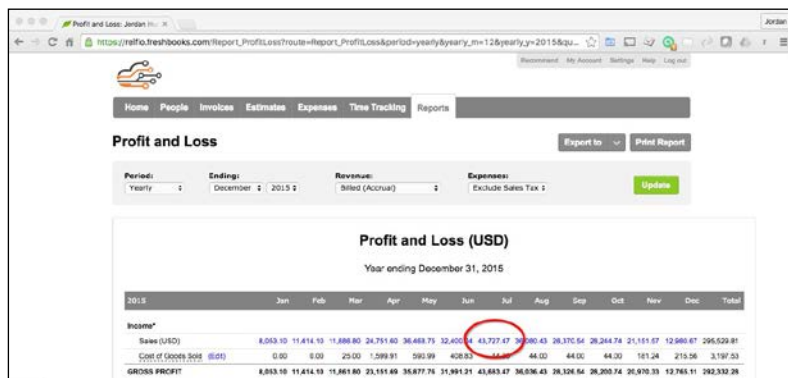 Profit and Loss: Jordan
Jordan
https://relfio.freshbooks.com/Report_ProfitLoss?route=Report_ProfitLoss&period=yearly&yearly_m=12&yearly_y=2015&qu...
Recommend My Account Settings Help Log out
Home People Invoices Estimates Expenses Time Tracking Reports
Profit and Loss
Export to Print Report
Period: Ending: Revenue: Expenses:
Yearly December 2015 Billed (Accrual) Exclude Sales Tax Update
Profit and Loss (USD)
Year ending December 31, 2015
2015 Jan Feb Mar Apr May Jun Jul Aug Sep Oct Nov Dec Total
Income*
Sales (USD) 8,053.10 11,414.10 11,886.80 24,751.60 36,468.75 43,727.47 28,370.54 28,244.74 21,151.57 12,980.67 295,529.81
Cost of Goods Sold (Edit) 0.00 0.00 25.00 1,599.91 590.99 408.83 44.00 44.00 44.00 181.24 215.56 3,197.53
GROSS PROFIT 8,053.10 11,414.10 11,861.80 23,151.69 35,877.76 31,991.21 43,683.47 36,036.43 28,326.54 28,200.74 20,970.33 12,765.11 292,332.28